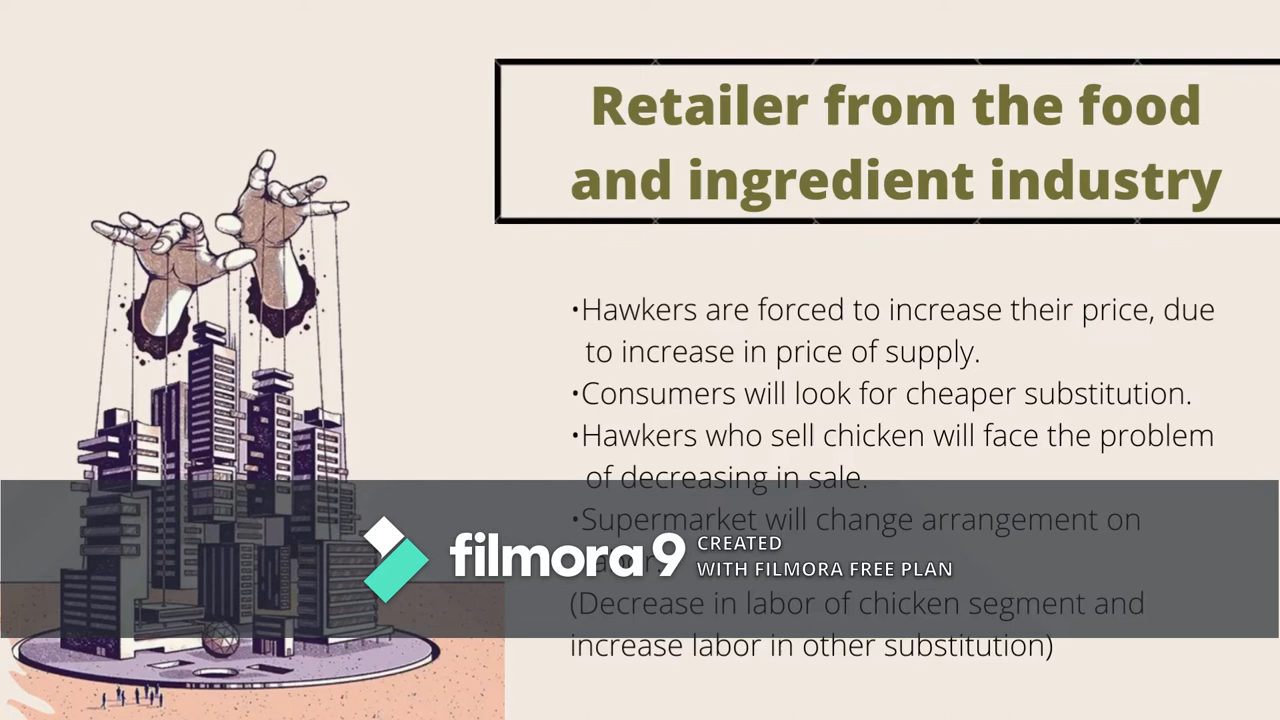 Retailer from the food
and ingredient industry
•Hawkers are forced to increase their price, due
to increase in price of supply.
•Consumers will look for cheaper substitution.
•Hawkers who sell chicken will face the problem
of decreasing in sale.
•Supermarket will change arrangement on
filmora9 CREATED
WITH FILMORA FREE PLAN
(Decrease in labor of chicken segment and
increase labor in other substitution)